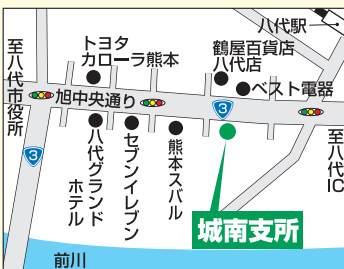 八代駅
トヨタ
カローラ熊本
鶴屋百貨店
八代店
ベスト電器
至八代市役所
旭中央通り
3
3
至八代IC
八代グランド
ホテル
セブンイレブン
熊本スバル
城南支所
前川